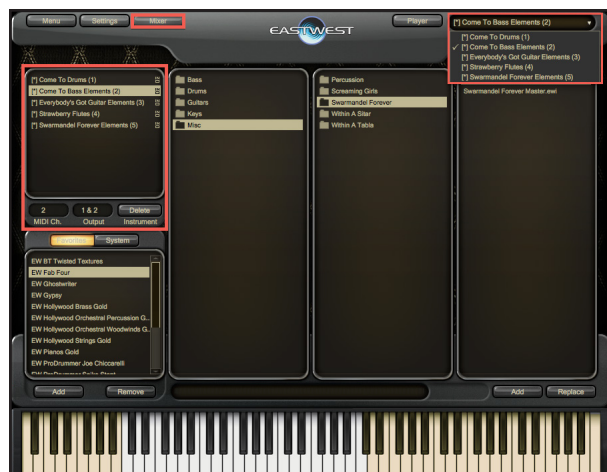 Menu
Settings
Mixer
EASTWEST
Player
[*] Come To Bass Elements (2)
[*] Come To Drums (1)
✓ [*] Come To Bass Elements (2)
[*] Everybody's Got Guitar Elements (3)
[*] Strawberry Flutes (4)
[*] Swarmandel Forever Elements (5)
[*] Come To Drums (1)
[*] Come To Bass Elements (2)
[*] Everybody's Got Guitar Elements (3)
[*] Strawberry Flutes (4)
[*] Swarmandel Forever Elements (5)
2
1 & 2
Delete
MIDI Ch.
Output
Instrument
Bass
Drums
Guitars
Keys
Misc
Percussion
Screaming Girls
Swarmandel Forever
Within A Sitar
Within A Tabla
Swarmandel Forever Master.ewi
Favorites
System
EW BT Twisted Textures
EW Fab Four
EW Ghostwriter
EW Gypsy
EW Hollywood Brass Gold
EW Hollywood Orchestral Percussion G..
EW Hollywood Orchestral Woodwinds G..
EW Hollywood Strings Gold
EW Pianos Gold
EW ProDrummer Joe Chiccarelli
EW ProDrummer Spike Stent
Add
Remove
Add
Replace